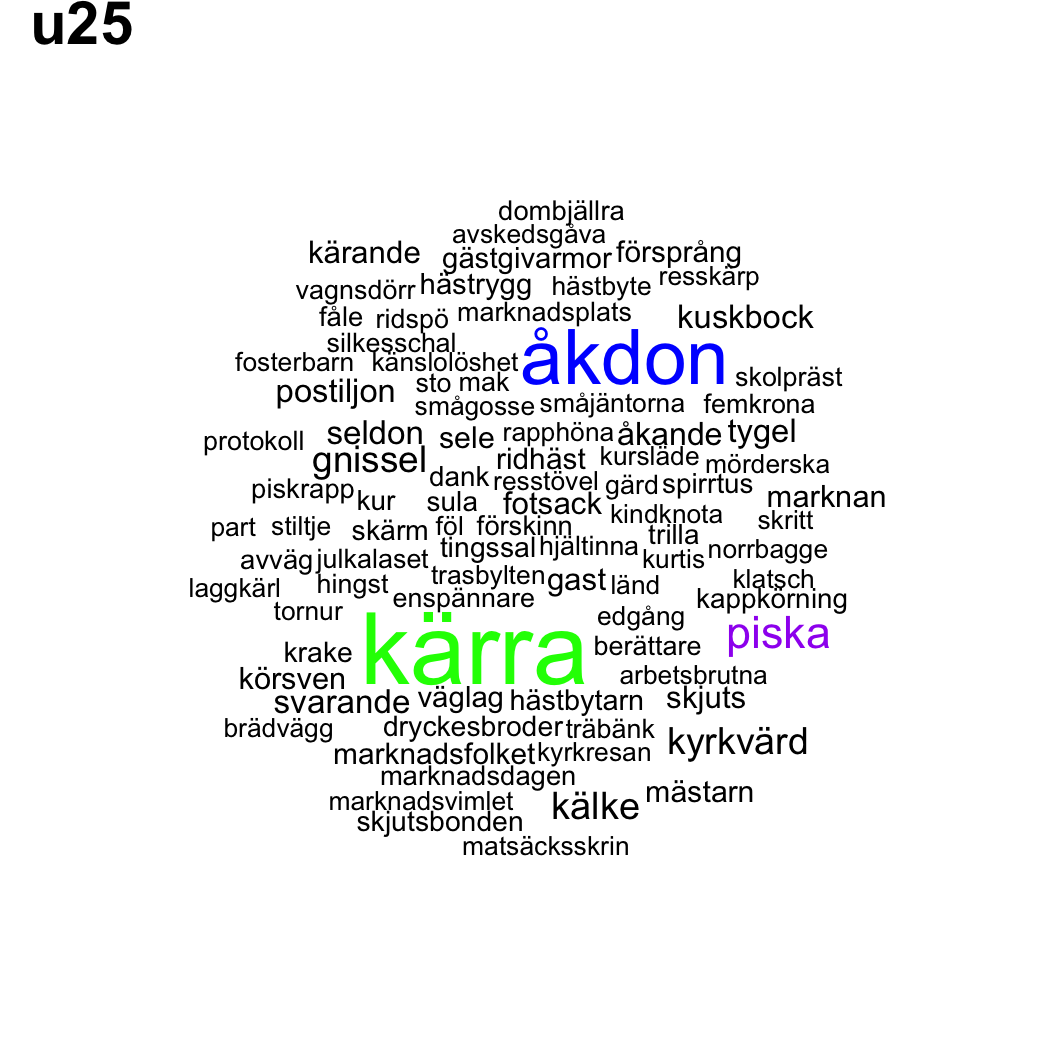 u25
dombjällra
avskedsgåva
kärande gästgivarmor försprång
vagnsdörr hästrygg hästbyte resskärp
fåle ridspö marknadsplats kuskbock
silkesschal
fosterbarn känslolöshet åkdon skolpräst
postiljon sto mak
smågosse småjäntorna femkrona
protokoll seldon sele rapphöna åkande tygel
gnissel ridhäst kursläde mörderska
piskrapp kur dank resstövel gärd spirrtus
sula fotsack marknan
part stiltje skärm föl förskinn kindknota skritt
avväg julkalaset tingssal hjältinna trilla kurtis norrbagge
laggkärl hingst trasbylten gast länd klatsch
tornur enspännare edgång kappkörning
krake kärra berättare piska
körsven arbetsbrutna
svarande väglag hästbytarn skjuts
brädvägg dryckesbroder träbänk kyrkvärd
marknadsfolket kyrkresan
marknadsdagen
marknadsvimlet kälke mästarn
skjutsbonden
matsäcksskrin